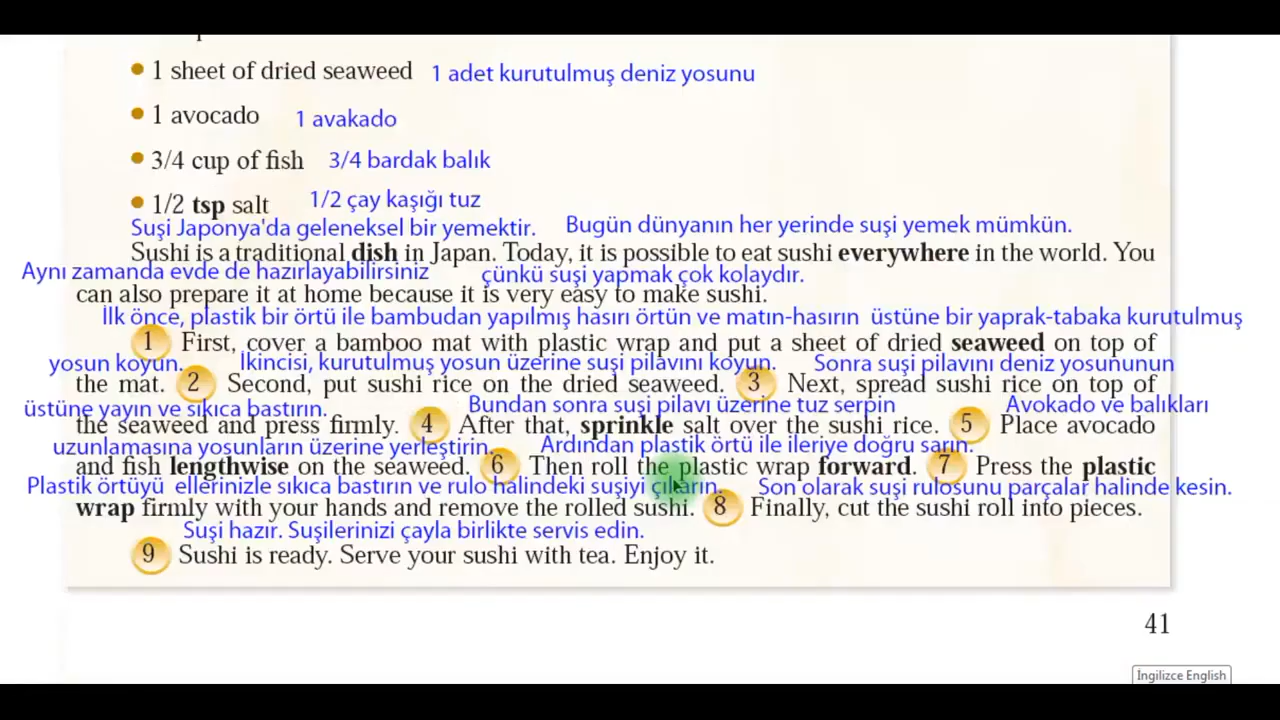 1 sheet of dried seaweed 1 adet kurutulmuş deniz yosunu
1 avocado 1 avakado
3/4 cup of fish 3/4 bardak balık
1/2 tsp salt 1/2 çay kaşığı tuz
Suşi Japonya'da geleneksel bir yemektir. Bugün dünyanın her yerinde suşi yemek mümkün.
Sushi is a traditional dish in Japan. Today, it is possible to eat sushi everywhere in the world. You
Aynı zamanda evde de hazırlayabilirsiniz çünkü suşi yapmak çok kolaydır.
can also prepare it at home because it is very easy to make sushi.
İlk önce, plastik bir örtü ile bambudan yapılmış hasırı örtün ve matın-hasırın üstüne bir yaprak-tabaka kurutulmuş
1 First, cover a bamboo mat with plastic wrap and put a sheet of dried seaweed on top of
yosun koyun. İkincisi, kurutulmuş yosun üzerine suşi pilavını koyun. Sonra suşi pilavını deniz yosununun
the mat. 2 Second, put sushi rice on the dried seaweed. 3 Next, spread sushi rice on top of
üstüne yayın ve sıkıca bastırın. Bundan sonra suşi pilavı üzerine tuz serpin Avokado ve balıkları
the seaweed and press firmly. 4 After that, sprinkle salt over the sushi rice. 5 Place avocado
uzunlamasına yosunların üzerine yerleştirin. Ardından plastik örtü ile ileriye doğru sarın.
and fish lengthwise on the seaweed. 6 Then roll the plastic wrap forward. 7 Press the plastic
Plastik örtüyü ellerinizle sıkıca bastırın ve rulo halindeki suşiyi çıkarın. Son olarak suşi rulosunu parçalar halinde kesin.
wrap firmly with your hands and remove the rolled sushi. 8 Finally, cut the sushi roll into pieces.
Suşi hazır. Suşilerinizi çayla birlikte servis edin.
9 Sushi is ready. Serve your sushi with tea. Enjoy it.
41
İngilizce English